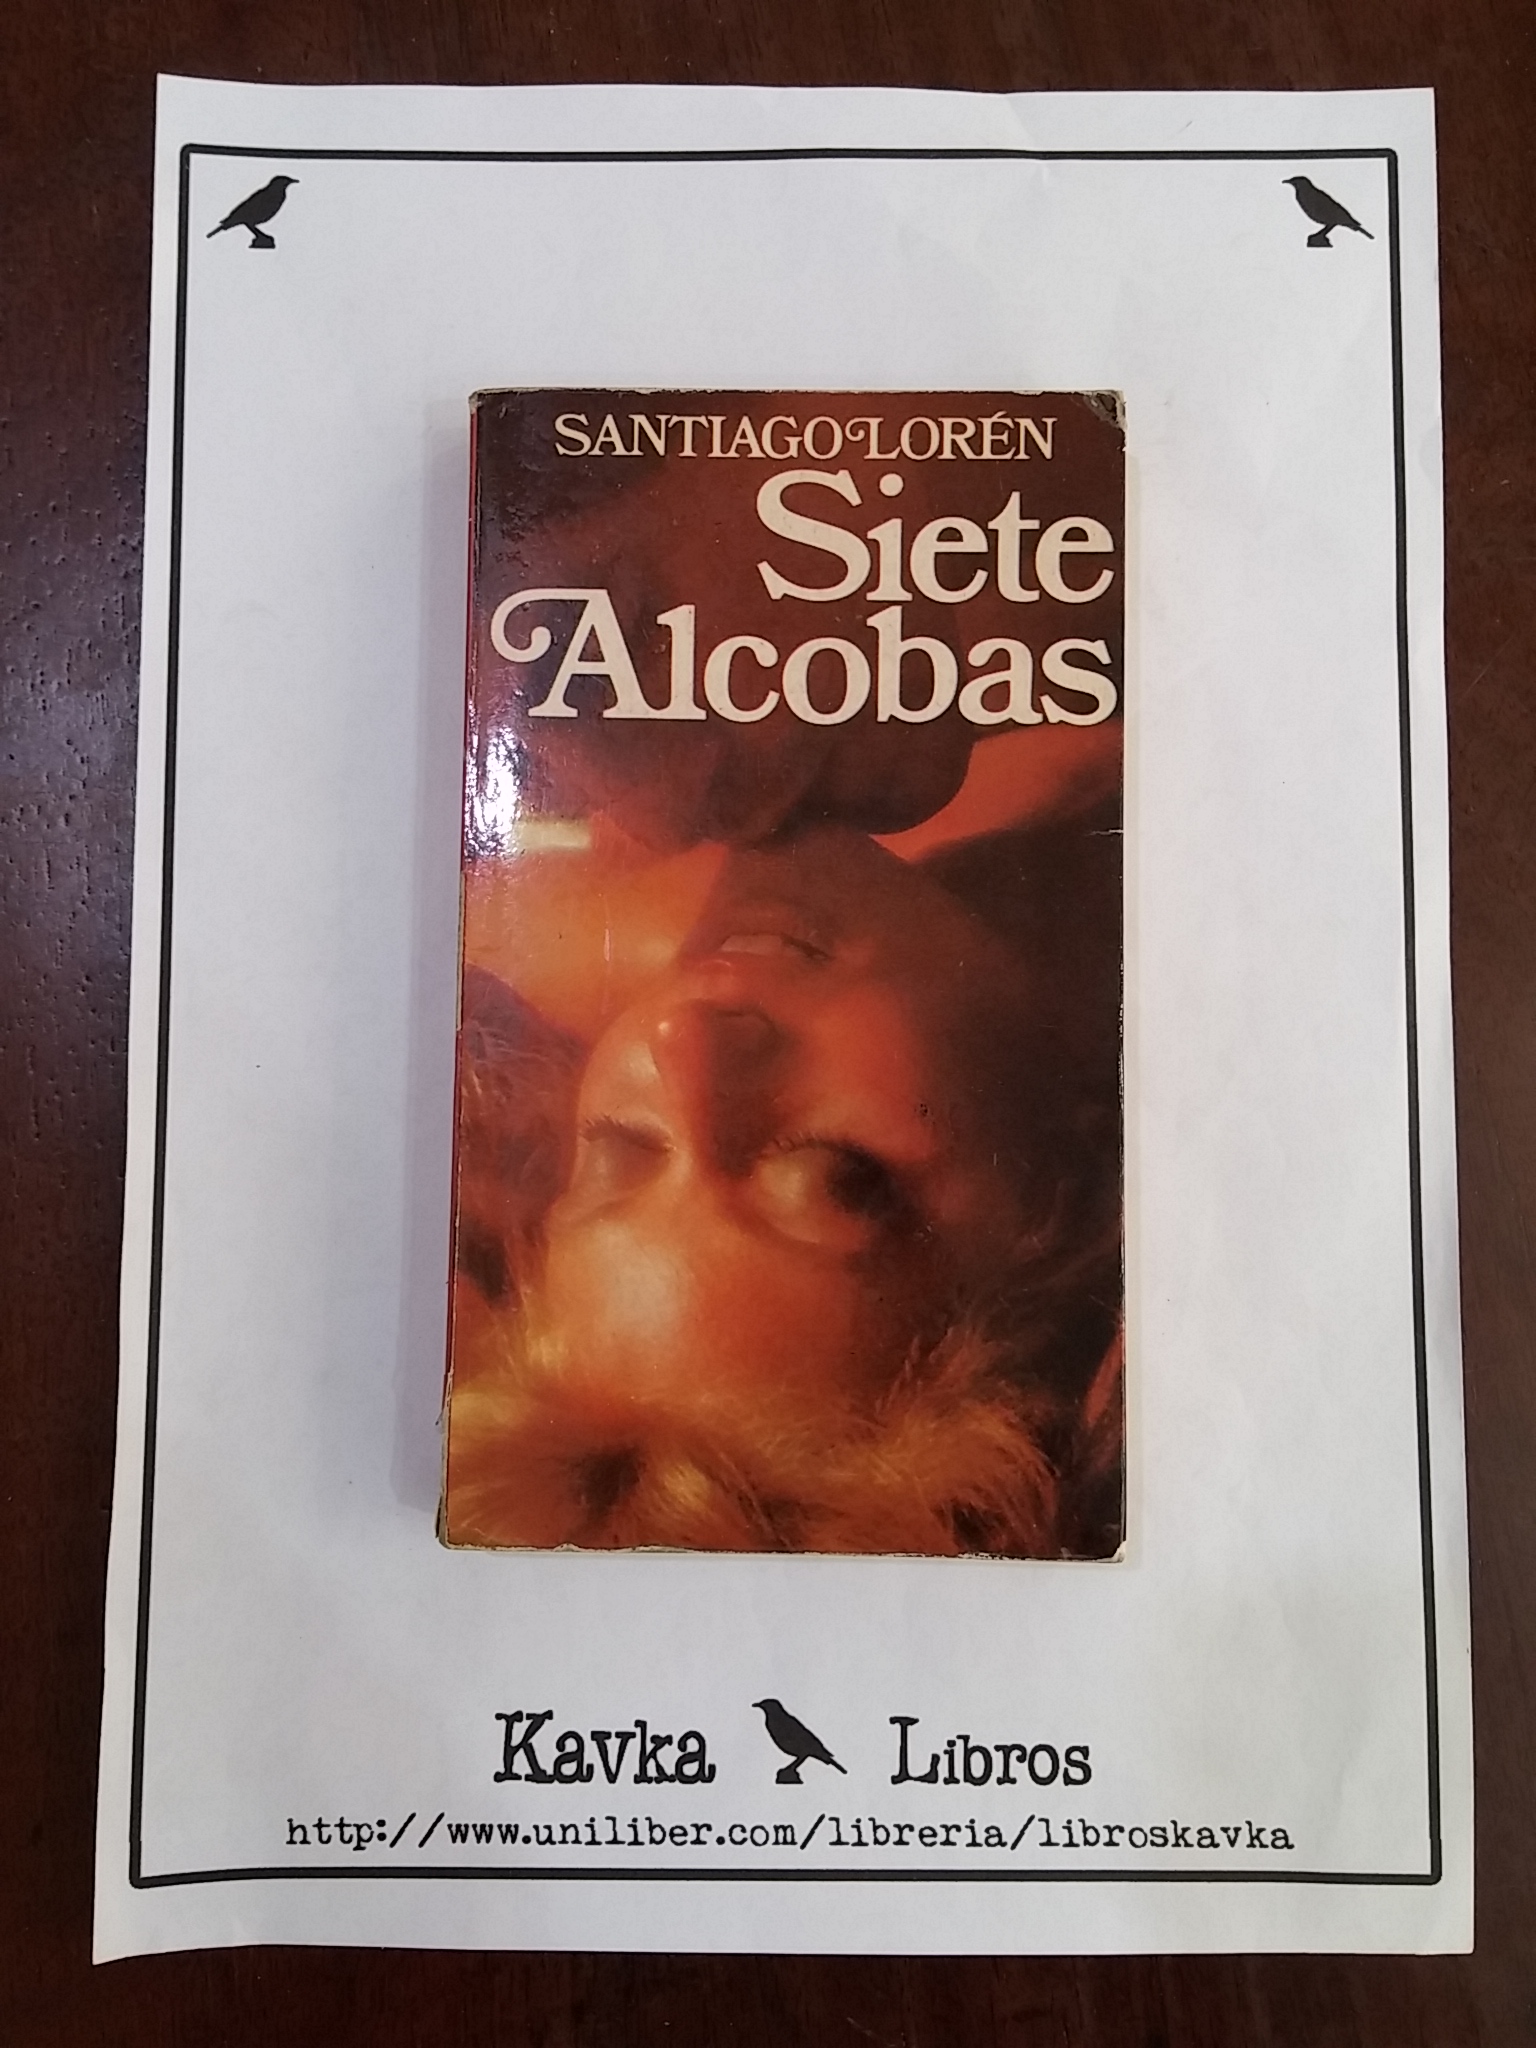 SANTIAGO LORÉN
Siete
Alcobas
Kavka Libros
http://www.uniliber.com/libreria/libroskavka